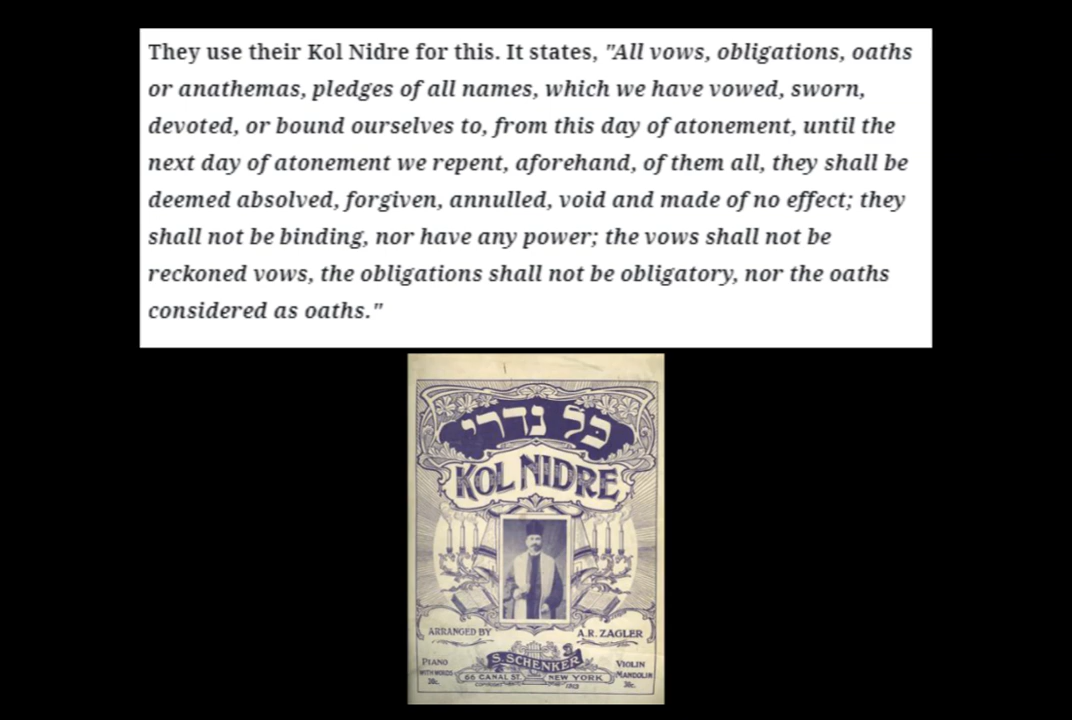 They use their Kol Nidre for this. It states, "All vows, obligations, oaths
or anathemas, pledges of all names, which we have vowed, sworn,
devoted, or bound ourselves to, from this day of atonement, until the
next day of atonement we repent, aforehand, of them all, they shall be
deemed absolved, forgiven, annulled, void and made of no effect; they
shall not be binding, nor have any power; the vows shall not be
reckoned vows, the obligations shall not be obligatory, nor the oaths
considered as oaths."
כל נדרי
KOL NIDRE
ARRANGED BY A.R. ZAGLER
S. SCHENKER
66 CANAL ST. NEW YORK
PIANO
WITH WORDS
VIOLIN
MANDOLIN